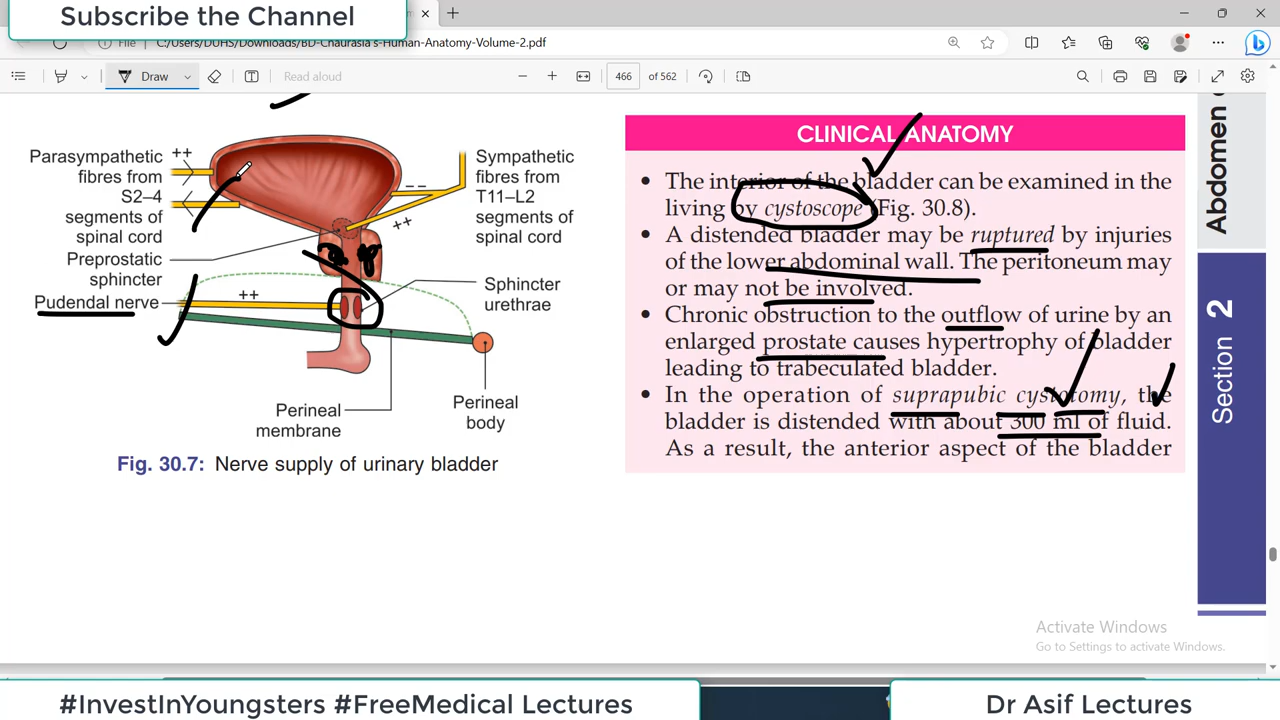 Subscribe the Channel
File
C:/Users/DUHS/Downloads/BD-Chaurasia's-Human-Anatomy-Volume-2.pdf
Draw
Read aloud
466
of 562
Parasympathetic
fibres from
S2–4
segments of
spinal cord
Preprostatic
sphincter
Pudendal nerve
++
++
– –
++
Sympathetic
fibres from
T11–L2
segments of
spinal cord
Sphincter
urethrae
Perineal
membrane
Perineal
body
Fig. 30.7: Nerve supply of urinary bladder
CLINICAL ANATOMY
• The interior of the bladder can be examined in the
living by cystoscope (Fig. 30.8).
• A distended bladder may be ruptured by injuries
of the lower abdominal wall. The peritoneum may
or may not be involved.
• Chronic obstruction to the outflow of urine by an
enlarged prostate causes hypertrophy of bladder
leading to trabeculated bladder.
• In the operation of suprapubic cystotomy, the
bladder is distended with about 300 ml of fluid.
As a result, the anterior aspect of the bladder
Abdomen
Section 2
Activate Windows
Go to Settings to activate Windows.
#InvestInYoungsters #FreeMedical Lectures
Dr Asif Lectures